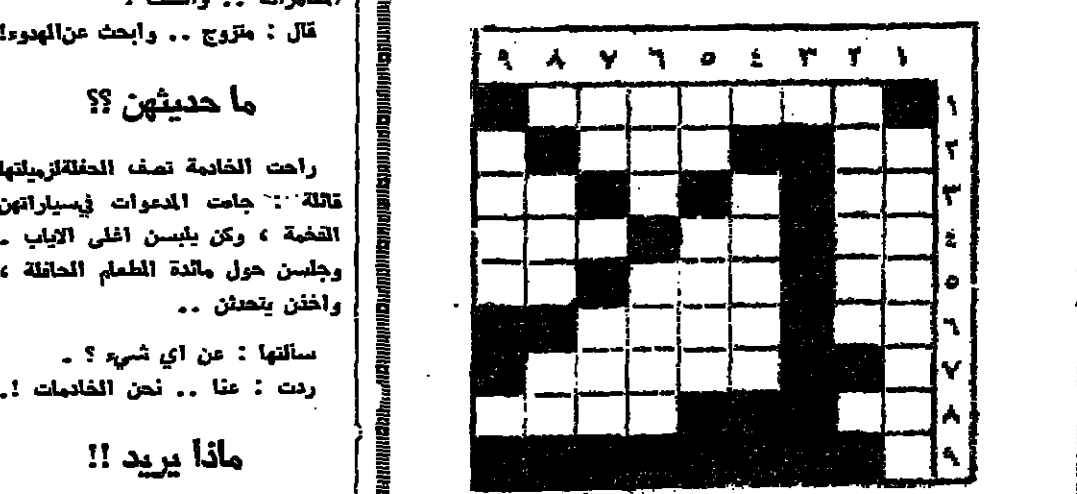 ٩ ٨ ٧ ٦ ٥ ٤ ٣ ٢ ١
١
٢
٣
٤
٥
٦
٧
٨
٩
قال : متزوج .. وابحث عن الهدوء!
ما حديثهن ؟؟
راحت الخادمة تصف الحفلة لزميلتها
قائلة : جاءت المدعوات في سياراتهن
الفخمة ، وكن يلبسن اغلى الاياب .
وجلسن حول مائدة الطعام الحافلة ،
واخذن يتحدثن ..
سألتها : عن اي شيء ؟ .
ردت : عنا .. نحن الخادمات !.
ماذا يريد !!